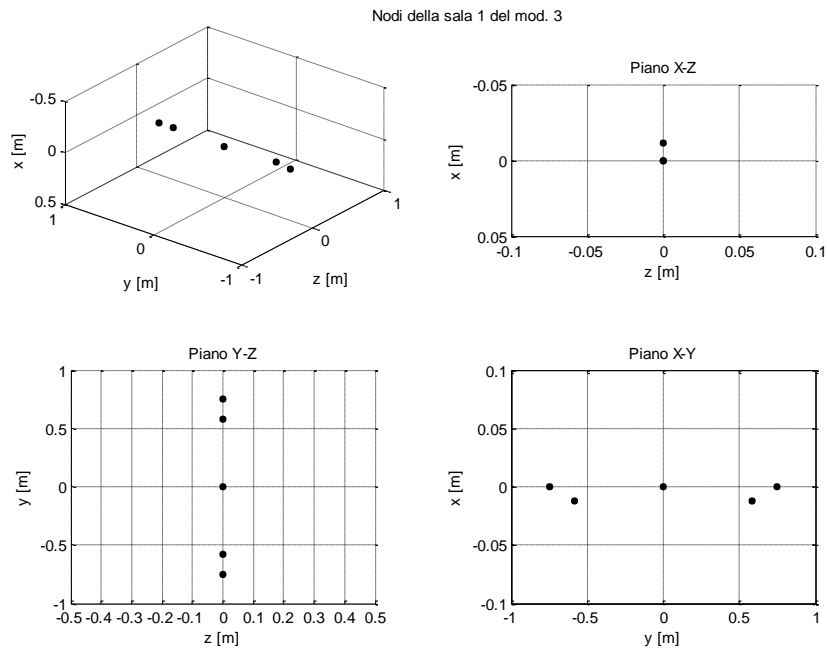 Nodi della sala 1 del mod. 3
-0.5
0
0.5
x [m]
1
0
-1
y [m]
-1
0
1
z [m]
Piano X-Z
-0.05
0
0.05
x [m]
-0.1
-0.05
0
0.05
0.1
z [m]
Piano Y-Z
1
0.5
0
-0.5
-1
y [m]
-0.5 -0.4 -0.3 -0.2 -0.1 0 0.1 0.2 0.3 0.4 0.5
z [m]
Piano X-Y
0.1
0.05
0
-0.05
-0.1
x [m]
-1
-0.5
0
0.5
1
y [m]